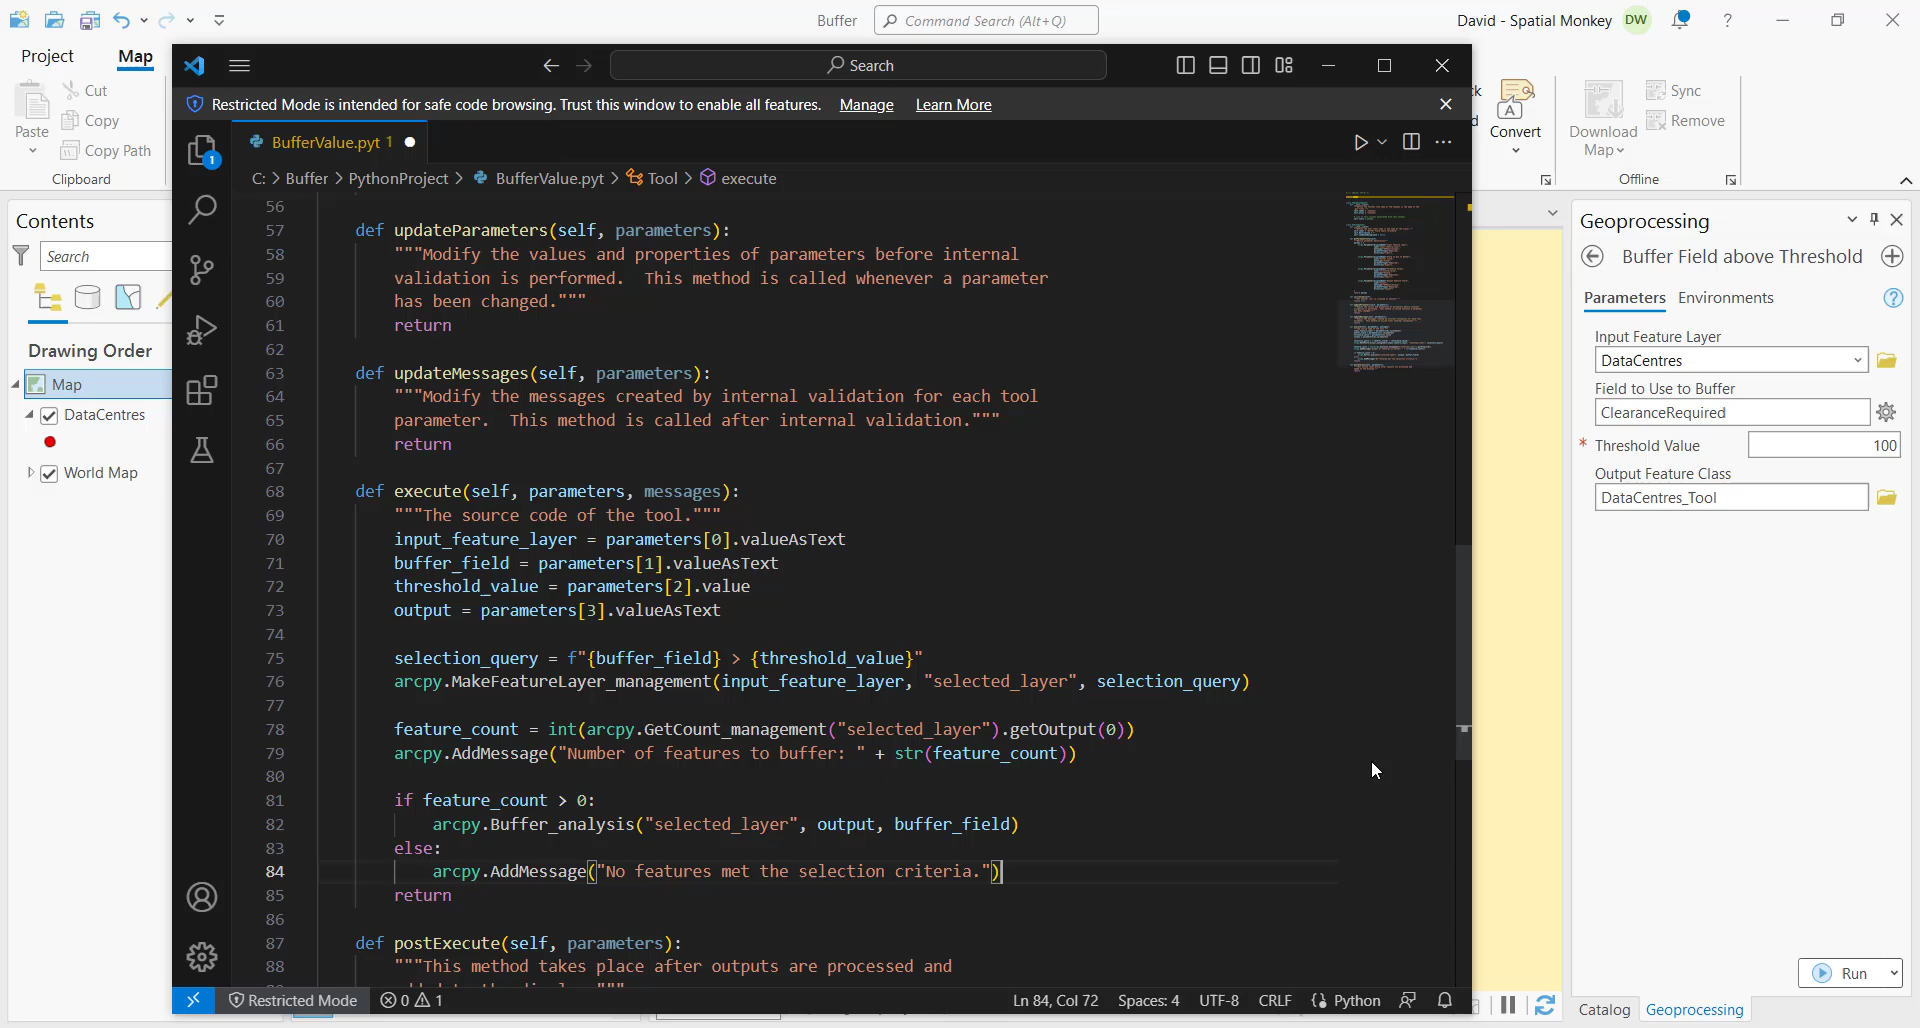 Buffer
Command Search (Alt+Q)
David - Spatial Monkey
DW
?
Project
Map
Cut
Copy
Copy Path
Paste
Clipboard
Convert
Download
Map
Sync
Remove
Offline
Search
Restricted Mode is intended for safe code browsing. Trust this window to enable all features. Manage Learn More
BufferValue.pyt 1
C: > Buffer > PythonProject > BufferValue.pyt > Tool > execute
Contents
Search
Drawing Order
Map
DataCentres
World Map
1
56
57 def updateParameters(self, parameters):
58 """Modify the values and properties of parameters before internal
59 validation is performed.  This method is called whenever a parameter
60 has been changed."""
61 return
62
63 def updateMessages(self, parameters):
64 """Modify the messages created by internal validation for each tool
65 parameter.  This method is called after internal validation."""
66 return
67
68 def execute(self, parameters, messages):
69 """The source code of the tool."""
70 input_feature_layer = parameters[0].valueAsText
71 buffer_field = parameters[1].valueAsText
72 threshold_value = parameters[2].value
73 output = parameters[3].valueAsText
74
75 selection_query = f"{buffer_field} > {threshold_value}"
76 arcpy.MakeFeatureLayer_management(input_feature_layer, "selected_layer", selection_query)
77
78 feature_count = int(arcpy.GetCount_management("selected_layer").getOutput(0))
79 arcpy.AddMessage("Number of features to buffer: " + str(feature_count))
80
81 if feature_count > 0:
82 arcpy.Buffer_analysis("selected_layer", output, buffer_field)
83 else:
84 arcpy.AddMessage("No features met the selection criteria.")
85 return
86
87 def postExecute(self, parameters):
88 """This method takes place after outputs are processed and
Restricted Mode
0 1
Ln 84, Col 72 Spaces: 4 UTF-8 CRLF Python
Geoprocessing
Buffer Field above Threshold
Parameters Environments
?
Input Feature Layer
DataCentres
Field to Use to Buffer
ClearanceRequired
* Threshold Value 100
Output Feature Class
DataCentres_Tool
Run
Catalog Geoprocessing